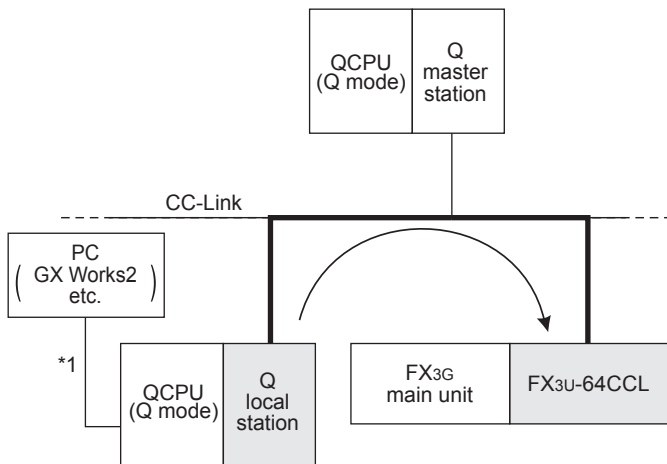 QCPU
(Q mode)
Q
master
station
CC-Link
PC
( GX Works2 )
etc.
*1
QCPU
(Q mode)
Q
local
station
FX3G
main unit
FX3U-64CCL